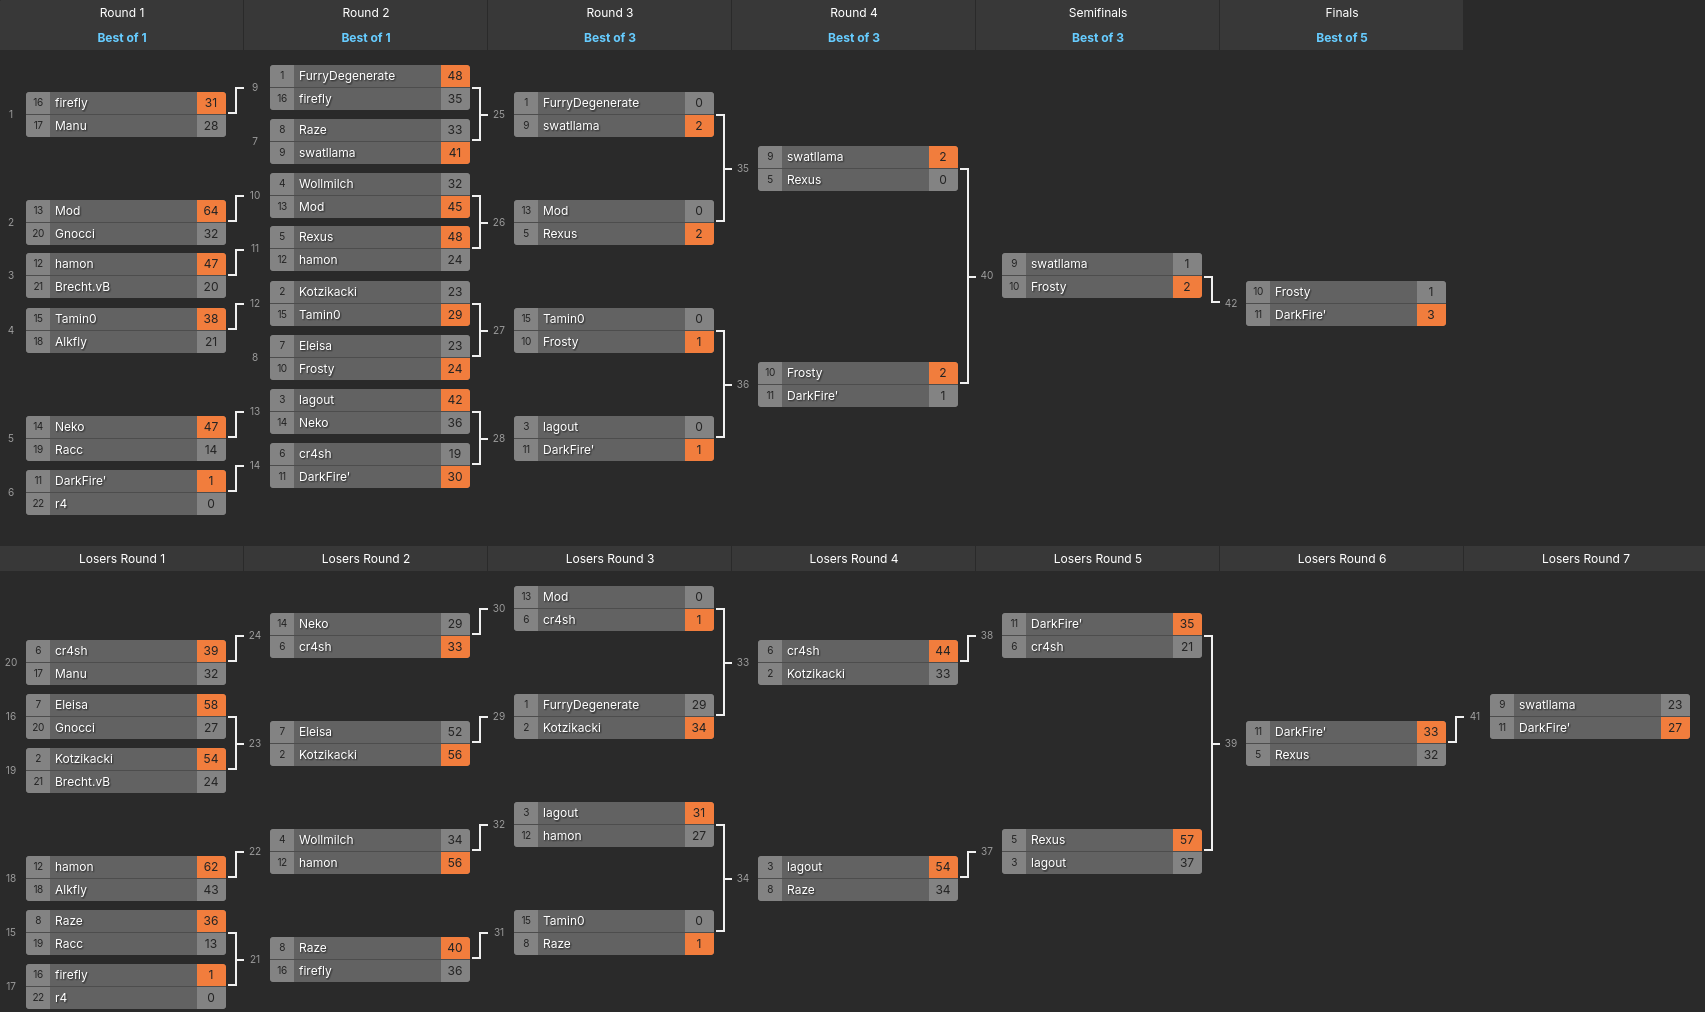 Round 1 Round 2 Round 3 Round 4 Semifinals Finals
Best of 1 Best of 1 Best of 3 Best of 3 Best of 3 Best of 5
1
16 firefly 31
17 Manu 28
2
13 Mod 64
20 Gnocci 32
3
12 hamon 47
21 Brecht.vB 20
4
15 Tamin0 38
18 Alkfly 21
5
14 Neko 47
19 Racc 14
6
11 DarkFire' 1
22 r4 0
9
1 FurryDegenerate 48
16 firefly 35
7
8 Raze 33
9 swatllama 41
10
4 Wollmilch 32
13 Mod 45
11
5 Rexus 48
12 hamon 24
12
2 Kotzikacki 23
15 Tamin0 29
8
7 Eleisa 23
10 Frosty 24
13
3 lagout 42
14 Neko 36
14
6 cr4sh 19
11 DarkFire' 30
25
1 FurryDegenerate 0
9 swatllama 2
26
13 Mod 0
5 Rexus 2
27
15 Tamin0 0
10 Frosty 1
28
3 lagout 0
11 DarkFire' 1
35
9 swatllama 2
5 Rexus 0
36
10 Frosty 2
11 DarkFire' 1
40
9 swatllama 1
10 Frosty 2
42
10 Frosty 1
11 DarkFire' 3
Losers Round 1 Losers Round 2 Losers Round 3 Losers Round 4 Losers Round 5 Losers Round 6 Losers Round 7
20
6 cr4sh 39
17 Manu 32
16
7 Eleisa 58
20 Gnocci 27
19
2 Kotzikacki 54
21 Brecht.vB 24
18
12 hamon 62
18 Alkfly 43
15
8 Raze 36
19 Racc 13
17
16 firefly 1
22 r4 0
24
14 Neko 29
6 cr4sh 33
23
7 Eleisa 52
2 Kotzikacki 56
22
4 Wollmilch 34
12 hamon 56
21
8 Raze 40
16 firefly 36
30
13 Mod 0
6 cr4sh 1
29
1 FurryDegenerate 29
2 Kotzikacki 34
32
3 lagout 31
12 hamon 27
31
15 Tamin0 0
8 Raze 1
33
6 cr4sh 44
2 Kotzikacki 33
34
3 lagout 54
8 Raze 34
38
11 DarkFire' 35
6 cr4sh 21
37
5 Rexus 57
3 lagout 37
39
11 DarkFire' 33
5 Rexus 32
41
9 swatllama 23
11 DarkFire' 27